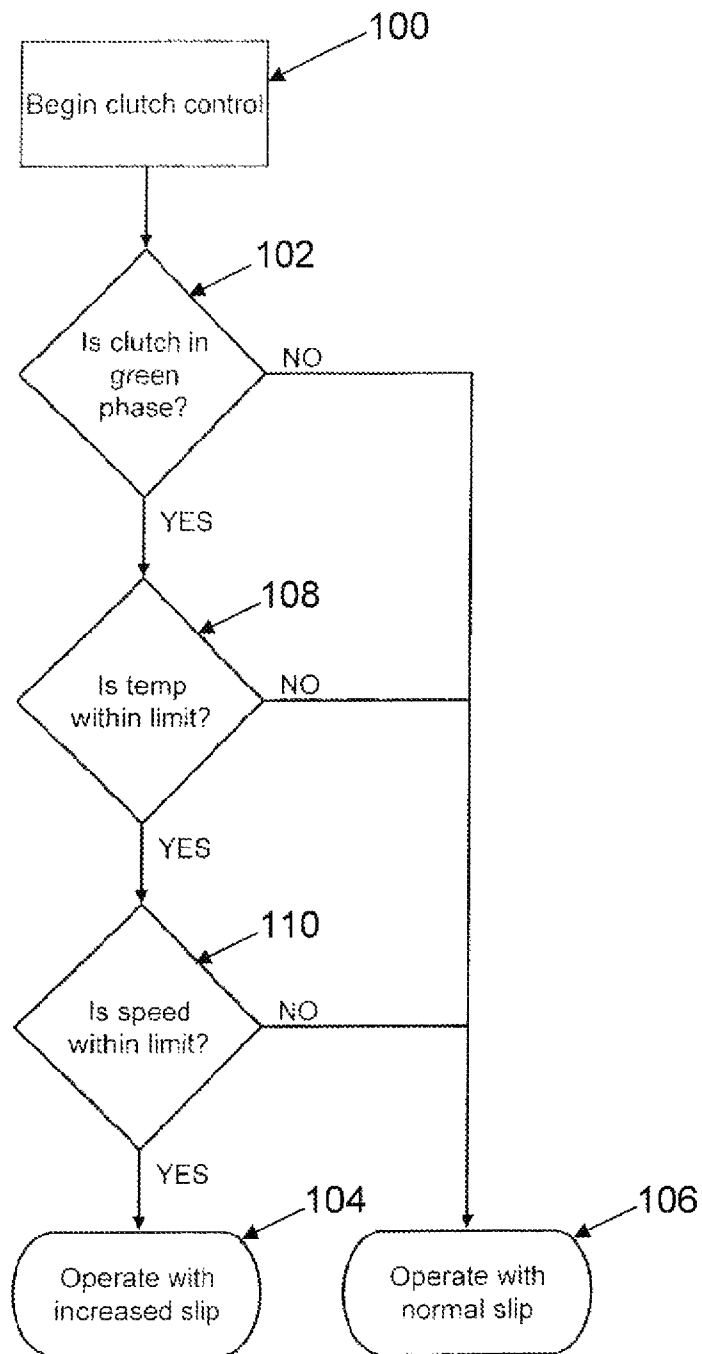 100
Begin clutch control
102
Is clutch in
green
phase?
NO
YES
108
Is temp
within limit?
NO
YES
110
Is speed
within limit?
NO
YES
104
106
Operate with
increased slip
Operate with
normal slip